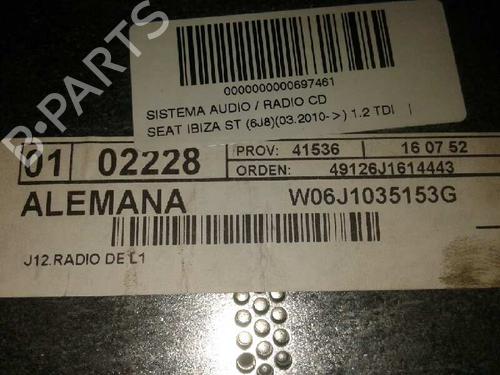 0000000000697461
SISTEMA AUDIO / RADIO CD
SEAT IBIZA ST (6J8)(03.2010->) 1.2 TDI
01 02228
PROV: 41536 16 07 52
ORDEN: 49126J1614443
ALEMANA W06J1035153G
J12.RADIO DE L1
B-PARTS